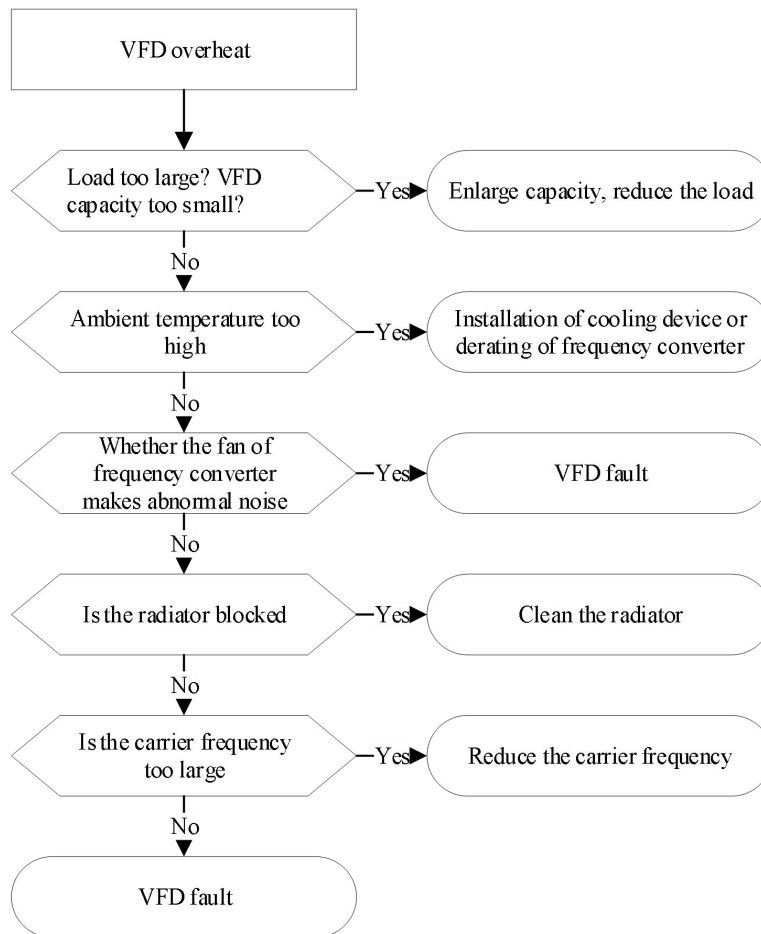 VFD overheat
Load too large? VFD
capacity too small?
Yes
Enlarge capacity, reduce the load
No
Ambient temperature too
high
Yes
Installation of cooling device or
derating of frequency converter
No
Whether the fan of
frequency converter
makes abnormal noise
Yes
VFD fault
No
Is the radiator blocked
Yes
Clean the radiator
No
Is the carrier frequency
too large
Yes
Reduce the carrier frequency
No
VFD fault